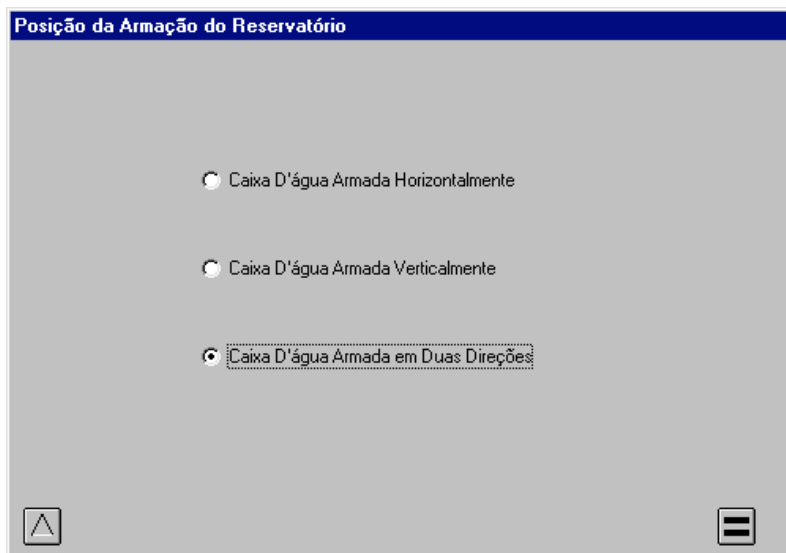 Posição da Armação do Reservatório
Caixa D'água Armada Horizontalmente
Caixa D'água Armada Verticalmente
Caixa D'água Armada em Duas Direções